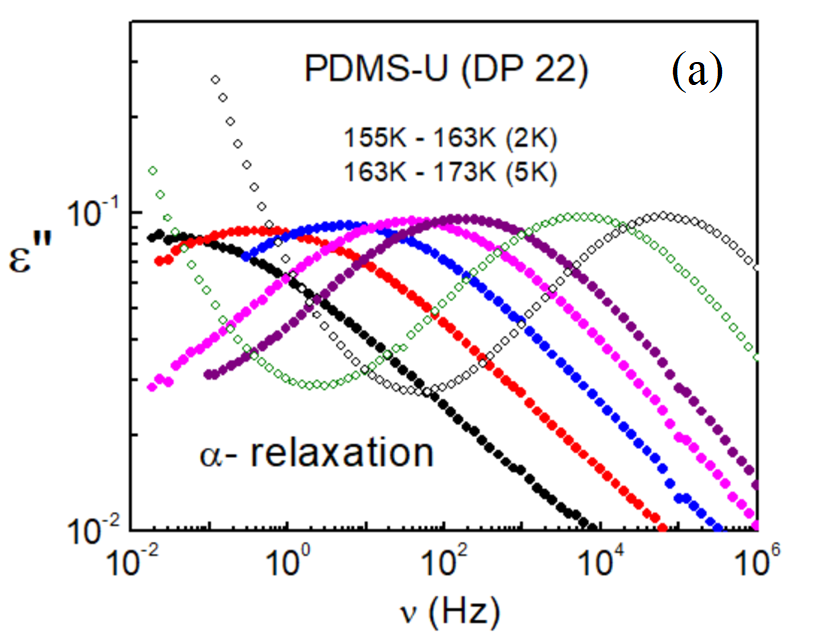 PDMS-U (DP 22)
(a)
155K - 163K (2K)
163K - 173K (5K)
10⁻¹
ε"
α- relaxation
10⁻²
10⁻² 10⁰ 10² 10⁴ 10⁶
ν (Hz)